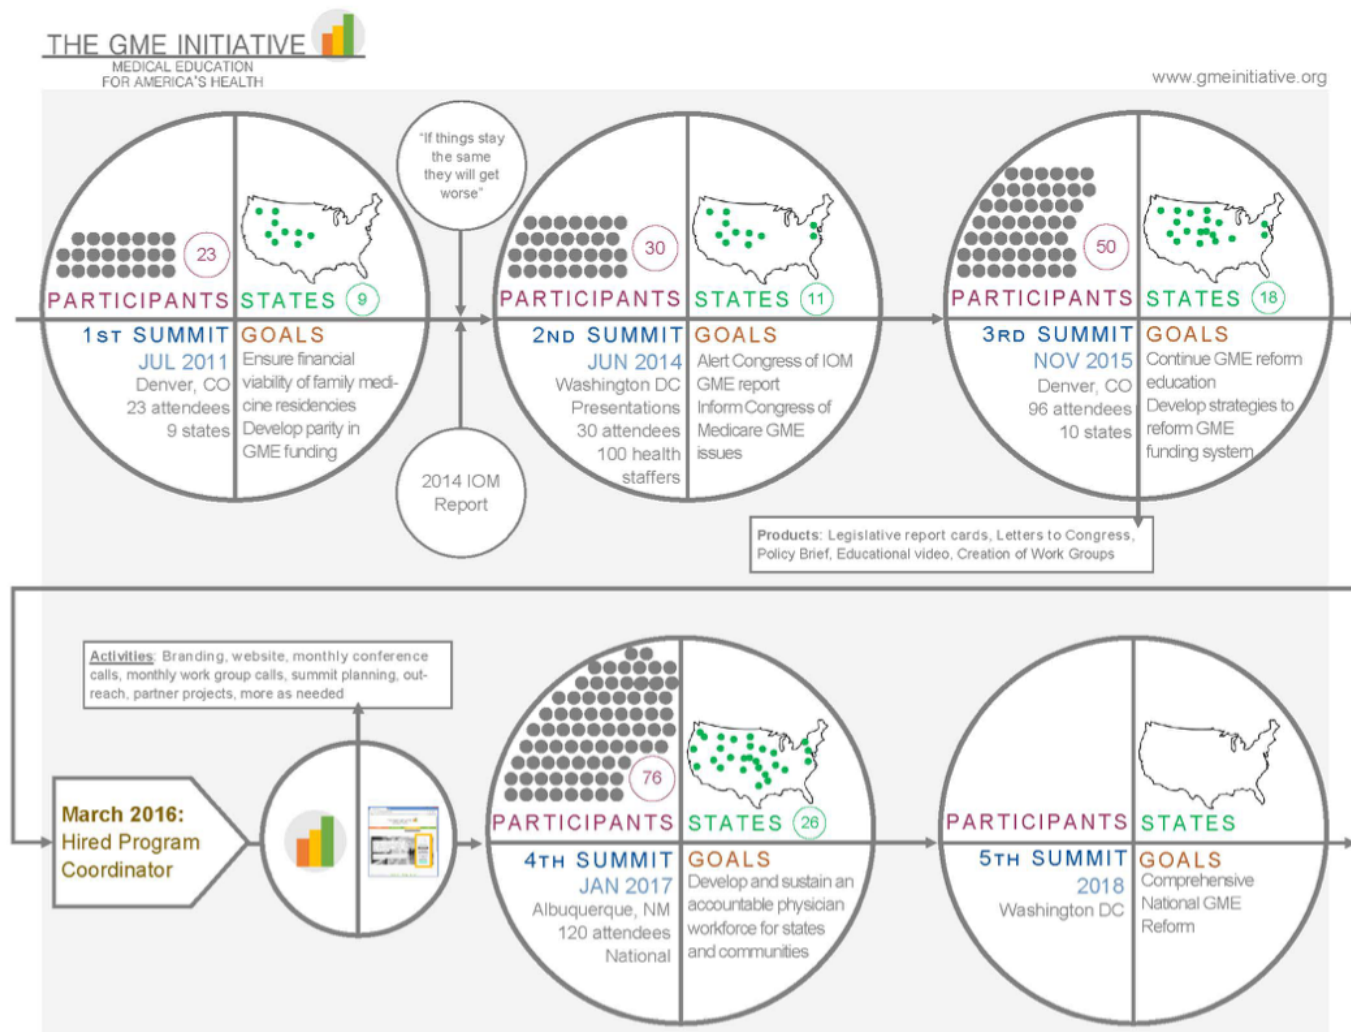 THE GME INITIATIVE
MEDICAL EDUCATION
FOR AMERICA'S HEALTH
www.gmeinitiative.org
23
PARTICIPANTS
STATES 9
1ST SUMMIT
JUL 2011
Denver, CO
23 attendees
9 states
GOALS
Ensure financial
viability of family medi-
cine residencies
Develop parity in
GME funding
"If things stay
the same
they will get
worse"
2014 IOM
Report
30
PARTICIPANTS
STATES 11
2ND SUMMIT
JUN 2014
Washington DC
Presentations
30 attendees
100 health
staffers
GOALS
Alert Congress of IOM
GME report
Inform Congress of
Medicare GME
issues
50
PARTICIPANTS
STATES 18
3RD SUMMIT
NOV 2015
Denver, CO
96 attendees
10 states
GOALS
Continue GME reform
education
Develop strategies to
reform GME
funding system
Products: Legislative report cards, Letters to Congress,
Policy Brief, Educational video, Creation of Work Groups
Activities: Branding, website, monthly conference
calls, monthly work group calls, summit planning, out-
reach, partner projects, more as needed
March 2016:
Hired Program
Coordinator
76
PARTICIPANTS
STATES 26
4TH SUMMIT
JAN 2017
Albuquerque, NM
120 attendees
National
GOALS
Develop and sustain an
accountable physician
workforce for states
and communities
PARTICIPANTS
STATES
5TH SUMMIT
2018
Washington DC
GOALS
Comprehensive
National GME
Reform